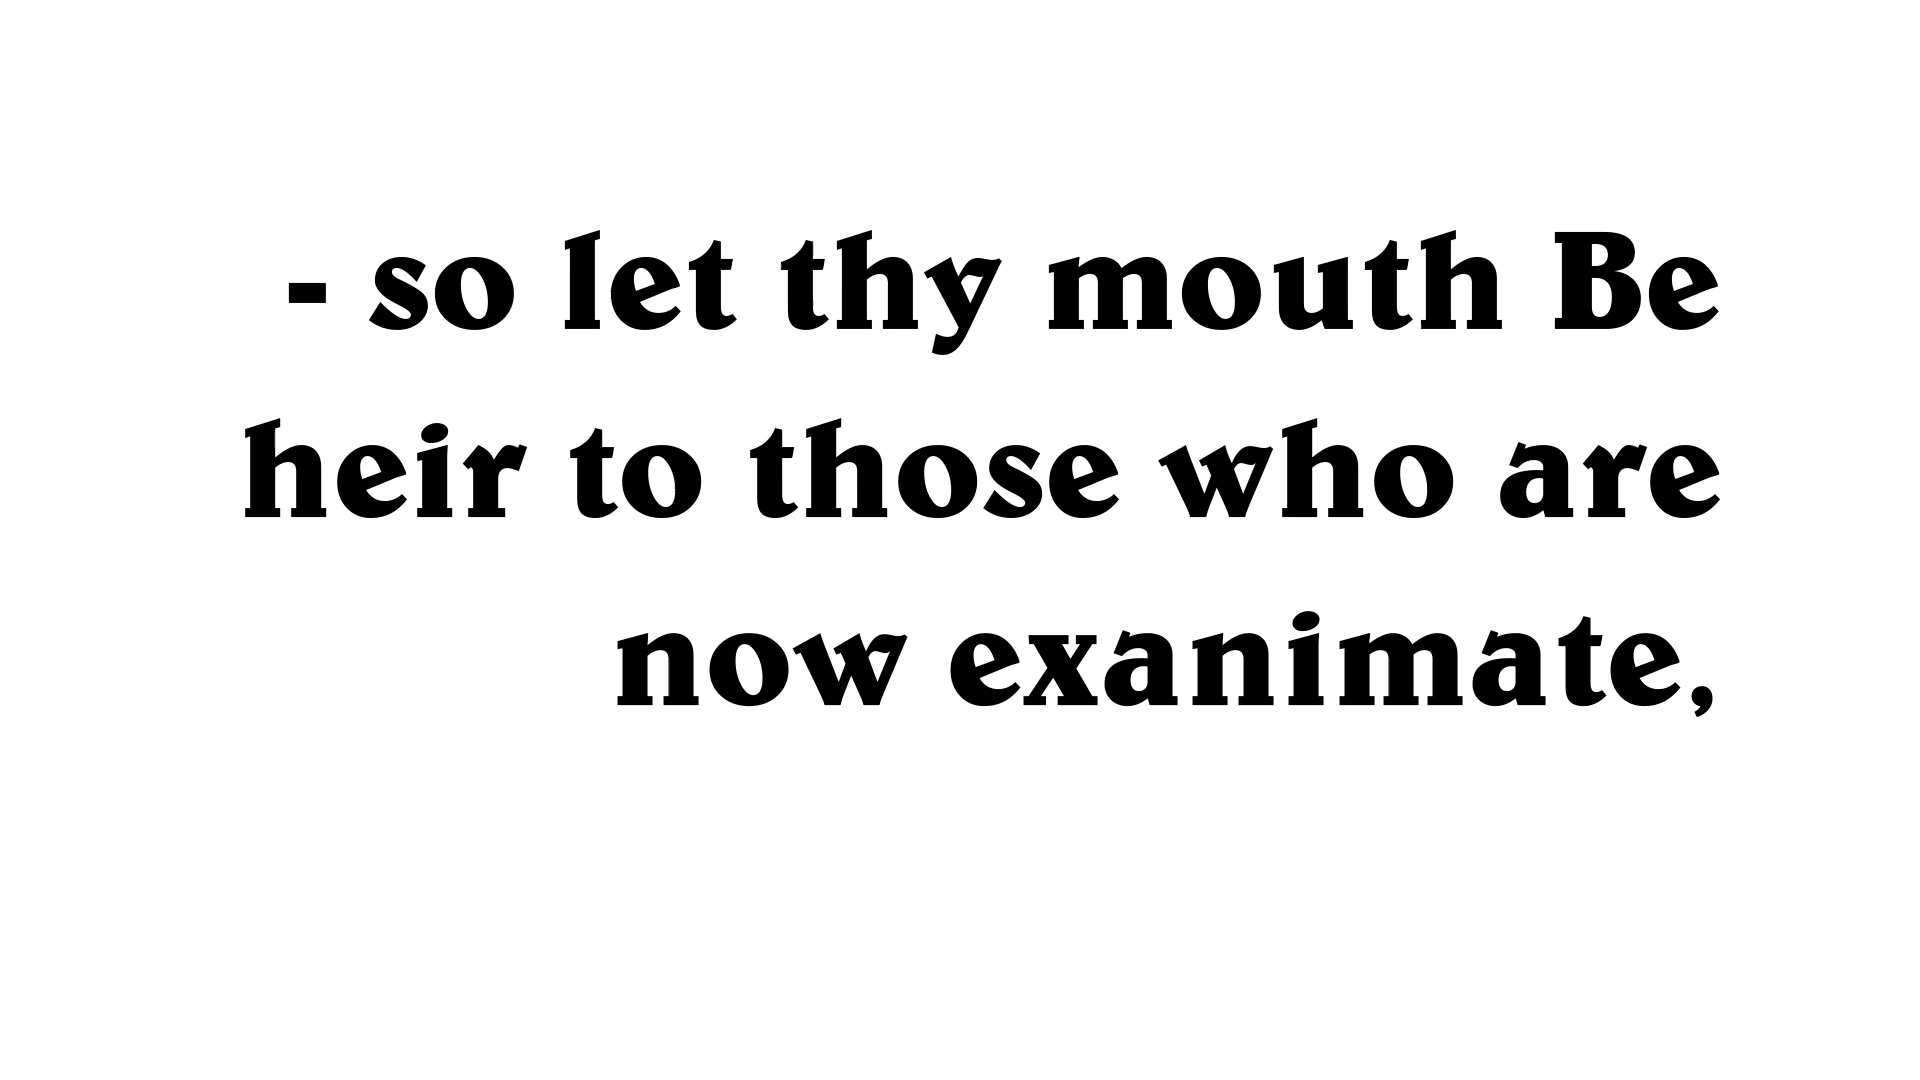 - so let thy mouth Be
heir to those who are
now exanimate,